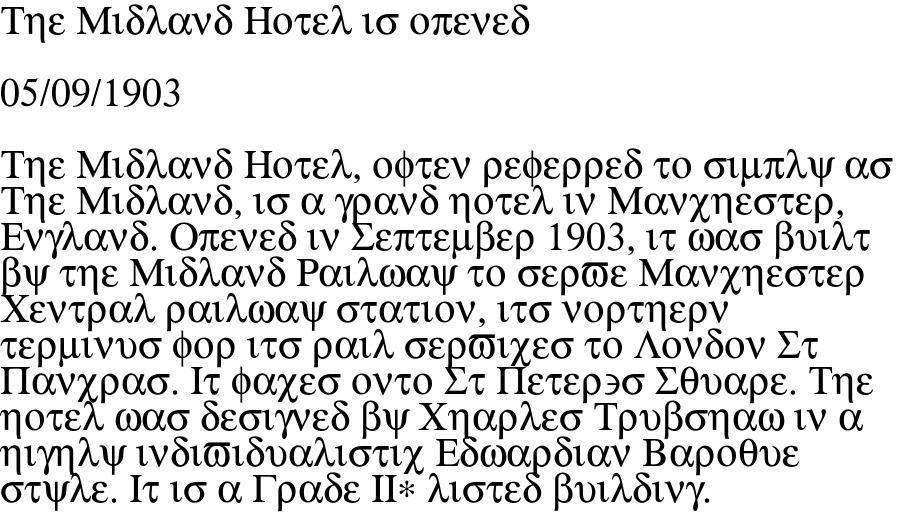 Τηε Μιδλανδ Ηοτελ ισ οπενεδ
05/09/1903
Τηε Μιδλανδ Ηοτελ, οφτεν ρεφερρεδ το σιμπλψ ασ
Τηε Μιδλανδ, ισ α γρανδ ηοτελ ιν Μανχηεστερ,
Ενγλανδ. Οπενεδ ιν Σεπτεμβερ 1903, ιτ ωασ βυιλτ
βψ τηε Μιδλανδ Ραιλωαψ το σερϖε Μανχηεστερ
Χεντραλ ραιλωαψ στατιον, ιτσ νορτηερν
τερμινυσ φορ ιτσ ραιλ σερϖιχεσ το Λονδον Στ
Πανχρασ. Ιτ φαχεσ οντο Στ Πετερ϶σ Σθυαρε. Τηε
ηοτελ ωασ δεσιγνεδ βψ Χηαρλεσ Τρυβσηαω ιν α
ηιγηλψ ινδιϖιδυαλιστιχ Εδωαρδιαν Βαροθυε
στψλε. Ιτ ισ α Γραδε ΙΙ∗ λιστεδ βυιλδινγ.